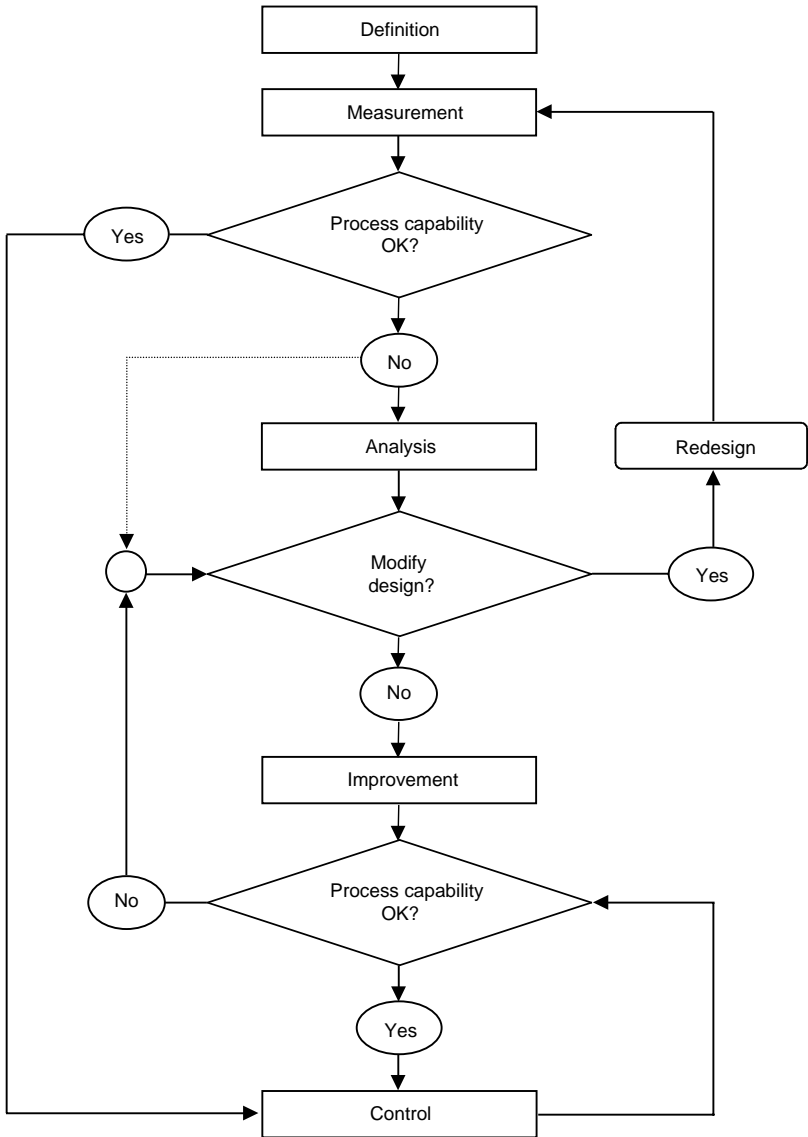 Definition
Measurement
Process capability
OK?
Yes
No
Analysis
Redesign
Modify
design?
Yes
No
Improvement
Process capability
OK?
No
Yes
Control